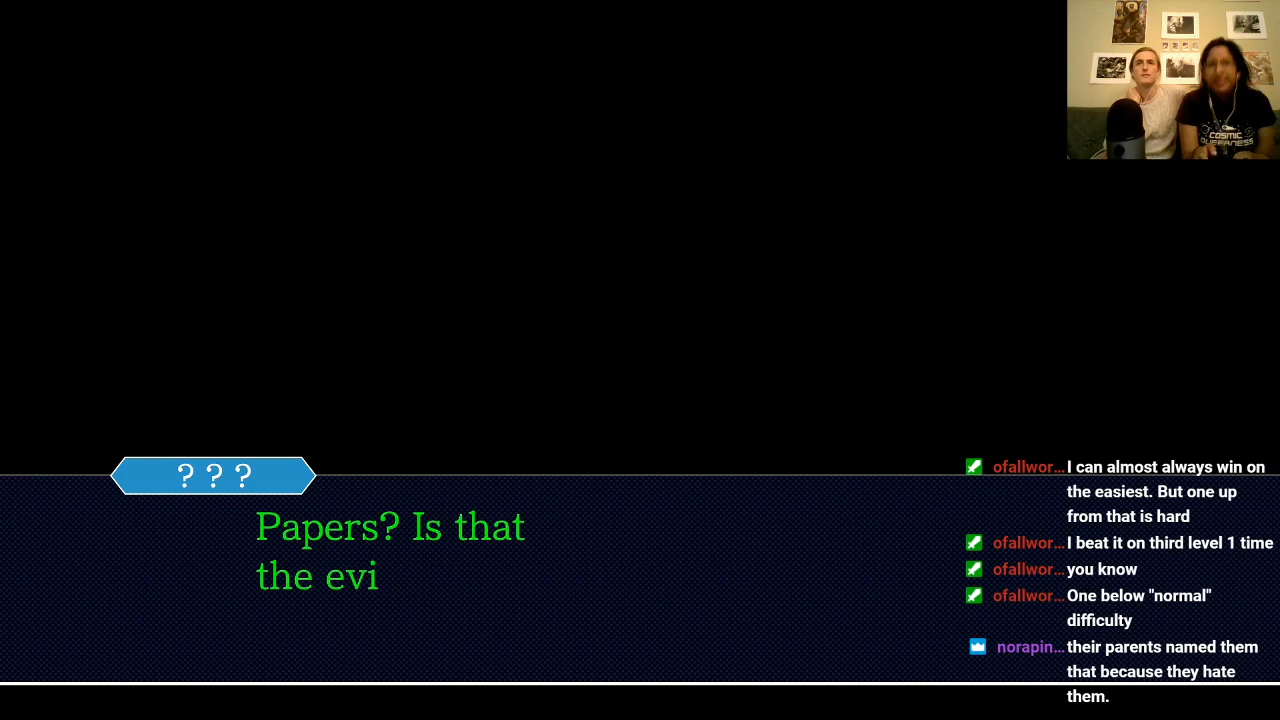 COSMIC
QUEERNESS
? ? ?
Papers? Is that
the evi
ofallwor... I can almost always win on
the easiest. But one up
from that is hard
ofallwor... I beat it on third level 1 time
ofallwor... you know
ofallwor... One below "normal"
difficulty
norapin... their parents named them
that because they hate
them.